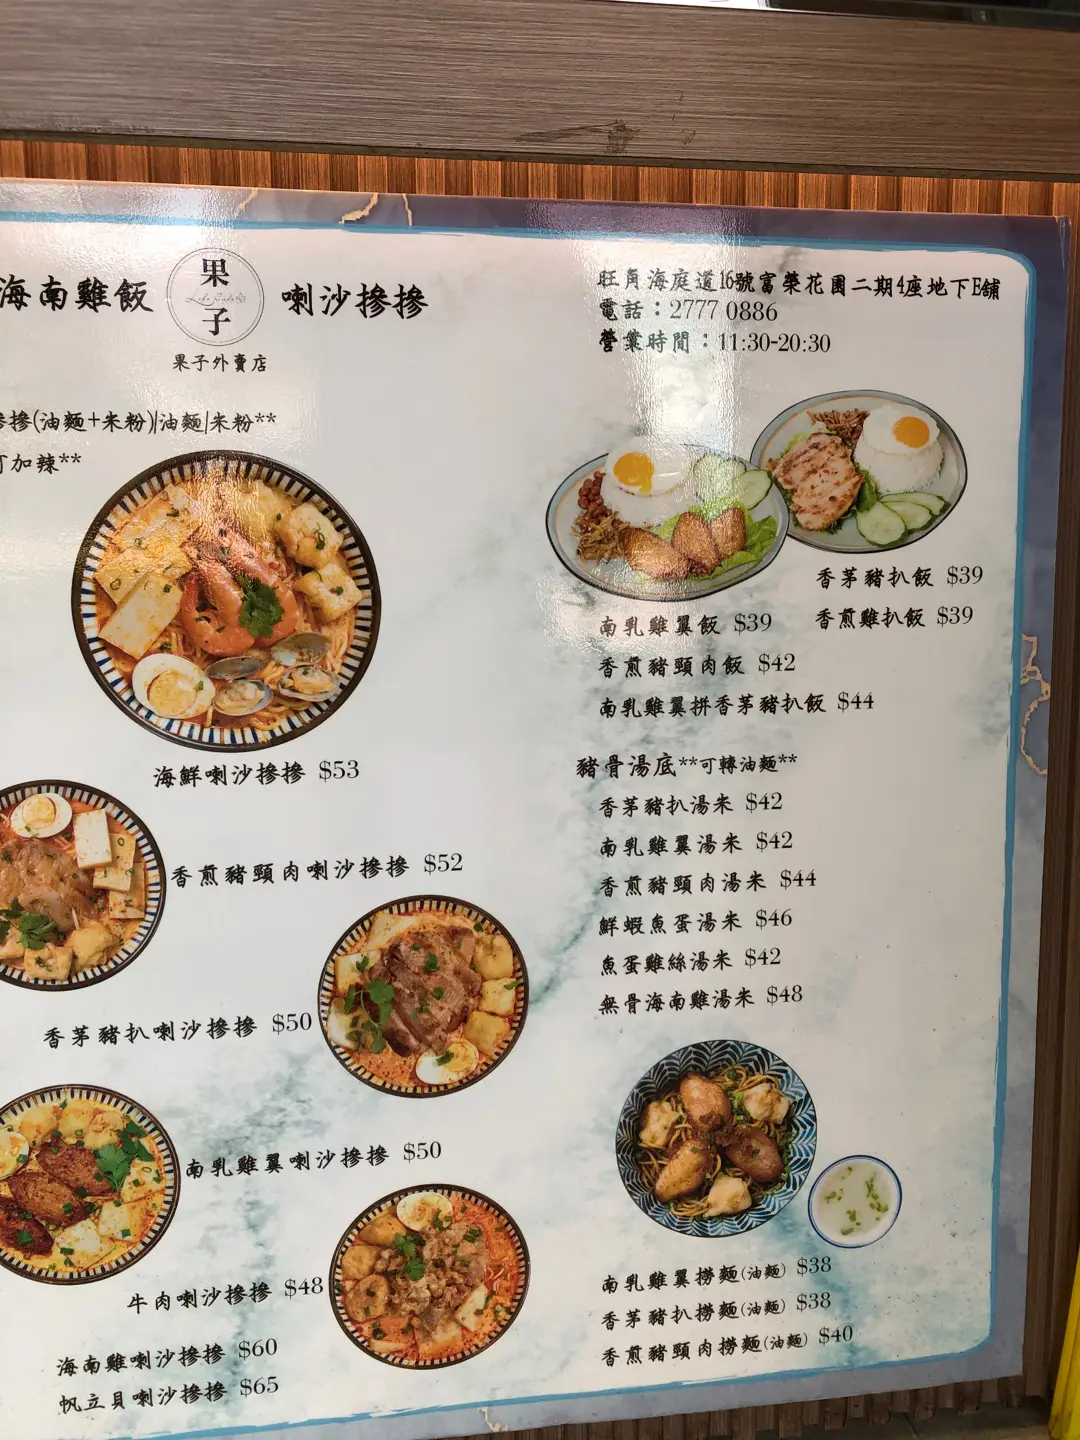 海南雞飯
果子
喇沙摻摻
果子外賣店
摻(油麵+米粉)|油麵|米粉**
加辣**
海鮮喇沙摻摻 $53
香煎豬頸肉喇沙摻摻 $52
香茅豬扒喇沙摻摻 $50
南乳雞翼喇沙摻摻 $50
牛肉喇沙摻摻 $48
海南雞喇沙摻摻 $60
帆立貝喇沙摻摻 $65
旺角海庭道16號富榮花園二期4座地下E舖
電話：2777 0886
營業時間：11:30-20:30
香茅豬扒飯 $39
香煎雞扒飯 $39
南乳雞翼飯 $39
香煎豬頸肉飯 $42
南乳雞翼拼香茅豬扒飯 $44
豬骨湯底**可轉油麵**
香茅豬扒湯米 $42
南乳雞翼湯米 $42
香煎豬頸肉湯米 $44
鮮蝦魚蛋湯米 $46
魚蛋雞絲湯米 $42
無骨海南雞湯米 $48
南乳雞翼撈麵(油麵) $38
香茅豬扒撈麵(油麵) $38
香煎豬頸肉撈麵(油麵) $40